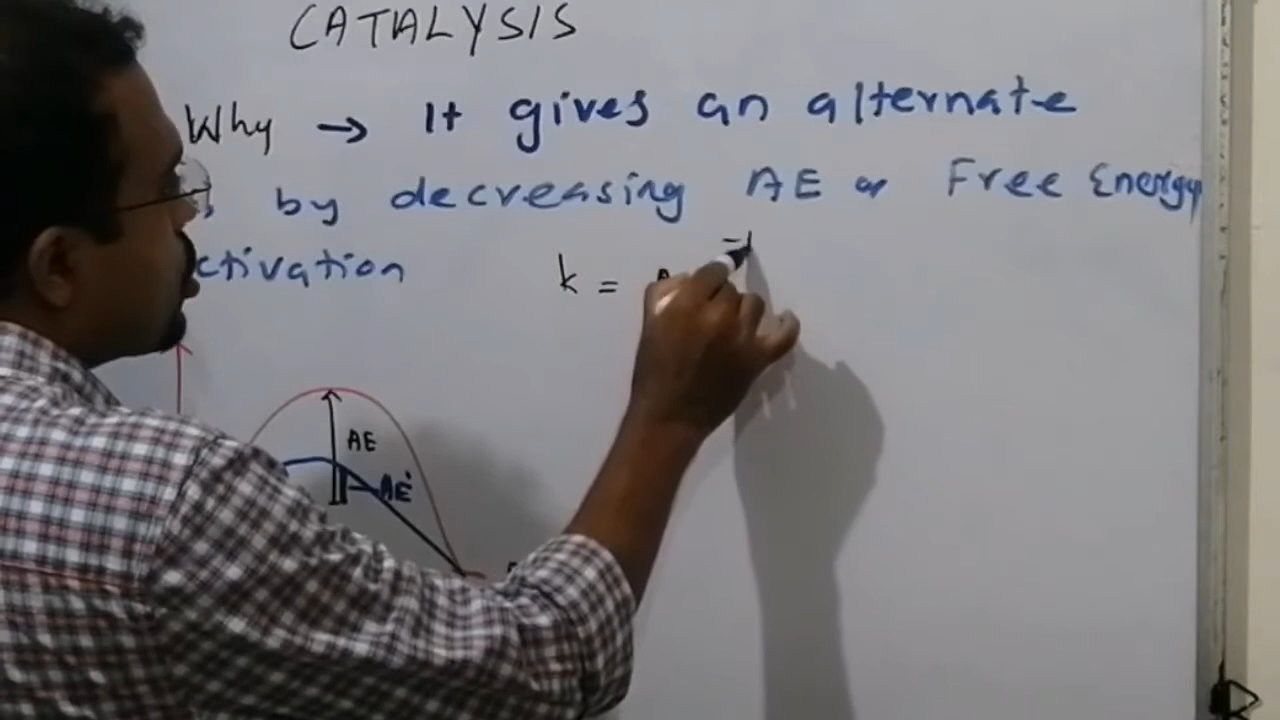 CATALYSIS
Why → It gives an alternate
by decreasing AE or Free Energy
ctivation
k =
AE
AE'